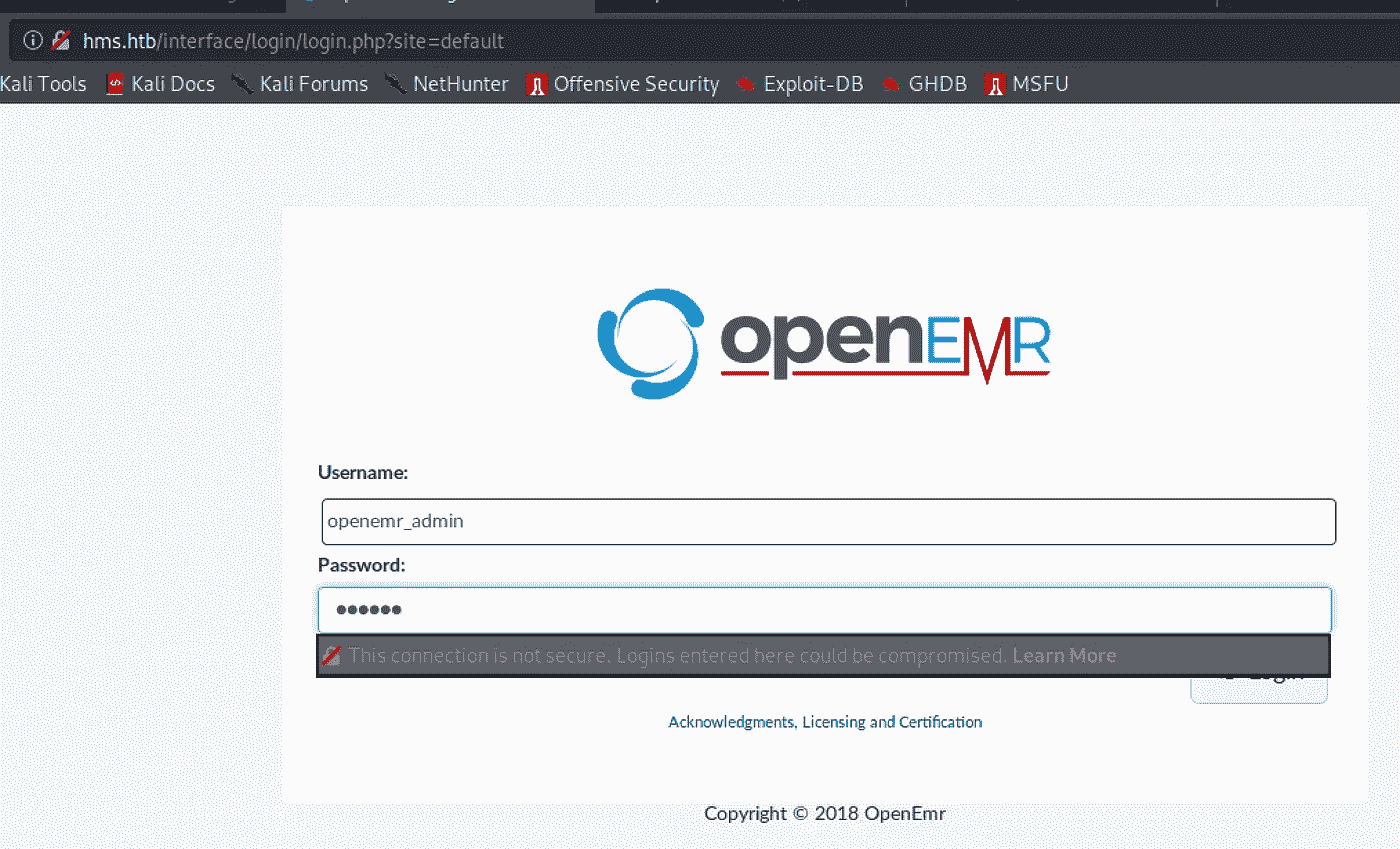 hms.htb/interface/login/login.php?site=default
Kali Tools Kali Docs Kali Forums NetHunter Offensive Security Exploit-DB GHDB MSFU
openEMR
Username:
openemr_admin
Password:
••••••
This connection is not secure. Logins entered here could be compromised. Learn More
Login
Acknowledgments, Licensing and Certification
Copyright © 2018 OpenEmr